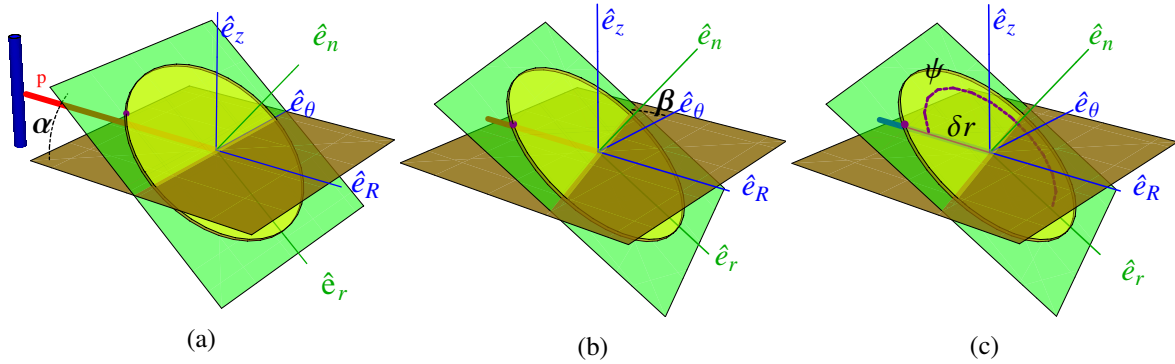 ê_z
ê_n
p
ê_θ
α
ê_R
ê_r
(a)
ê_z
ê_n
β
ê_θ
ê_R
ê_r
(b)
ê_z
ê_n
ψ
ê_θ
δr
ê_R
ê_r
(c)